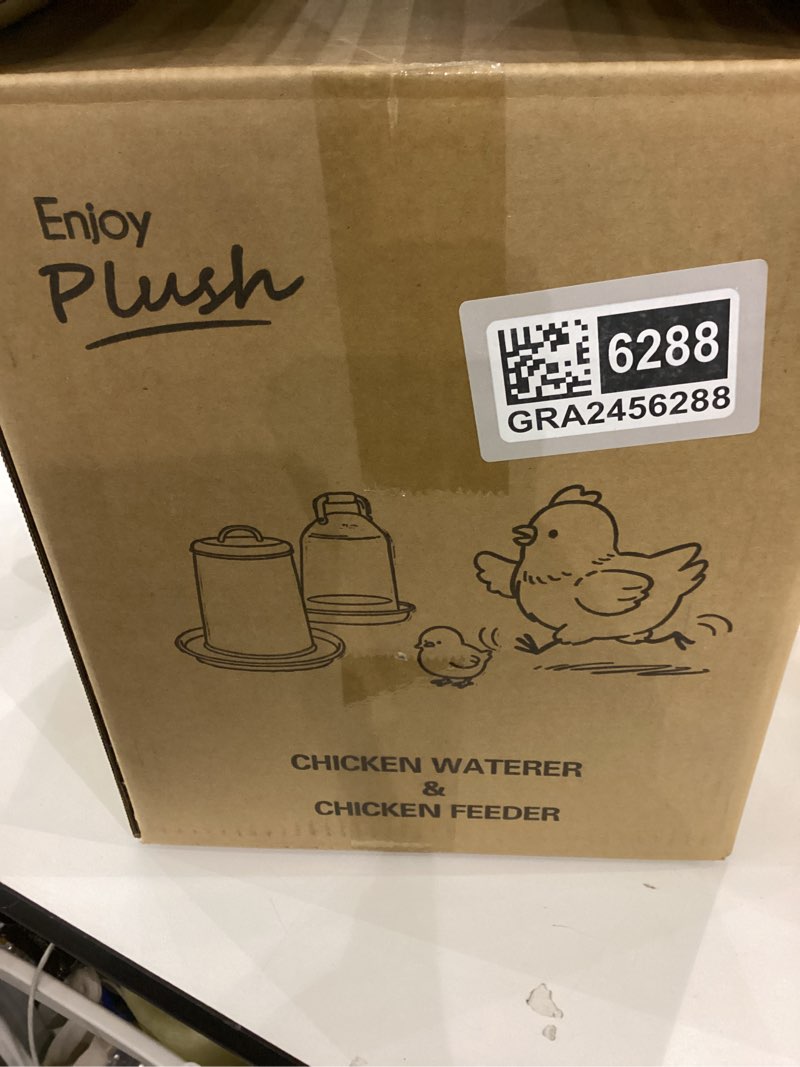 Enjoy
Plush
6288
GRA2456288
CHICKEN WATERER
&
CHICKEN FEEDER